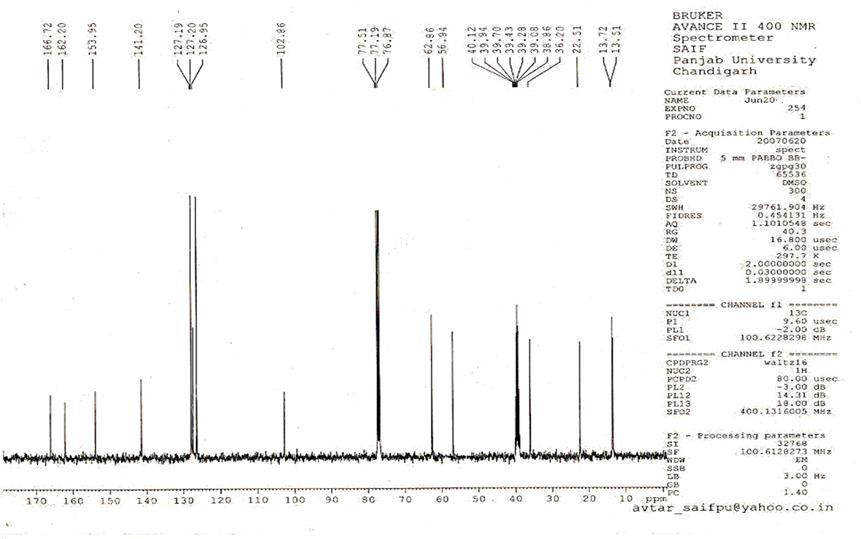 166.72
162.20
153.95
141.20
127.19
127.20
126.95
102.86
77.51
77.19
76.87
62.86
56.94
40.12
39.94
39.70
39.43
39.28
39.08
38.86
36.20
22.51
13.72
13.51
BRUKER
AVANCE II 400 NMR
Spectrometer
SAIF
Panjab University
Chandigarh
Current Data Parameters
NAME Jun20
EXPNO 254
PROCNO 1
F2 - Acquisition Parameters
Date 20070620
INSTRUM spect
PROBHD 5 mm PABBO BB-
PULPROG zgpg30
TD 65536
SOLVENT DMSO
NS 300
DS 4
SWH 29761.904 Hz
FIDRES 0.454131 Hz
AQ 1.1010548 sec
RG 40.3
DW 16.800 usec
DE 6.00 usec
TE 297.7 K
D1 2.00000000 sec
d11 0.03000000 sec
DELTA 1.89999998 sec
TD0 1
======== CHANNEL f1 ========
NUC1 13C
P1 9.60 usec
PL1 -2.00 dB
SFO1 100.6228298 MHz
======== CHANNEL f2 ========
CPDPRG2 waltz16
NUC2 1H
PCPD2 80.00 usec
PL2 -3.00 dB
PL12 14.31 dB
PL13 18.00 dB
SFO2 400.1316005 MHz
F2 - Processing parameters
SI 32768
SF 100.6128273 MHz
WDW EM
SSB 0
LB 3.00 Hz
GB 0
PC 1.40
170 160 150 140 130 120 110 100 90 80 70 60 50 40 30 20 10 ppm
avtar_saifpu@yahoo.co.in